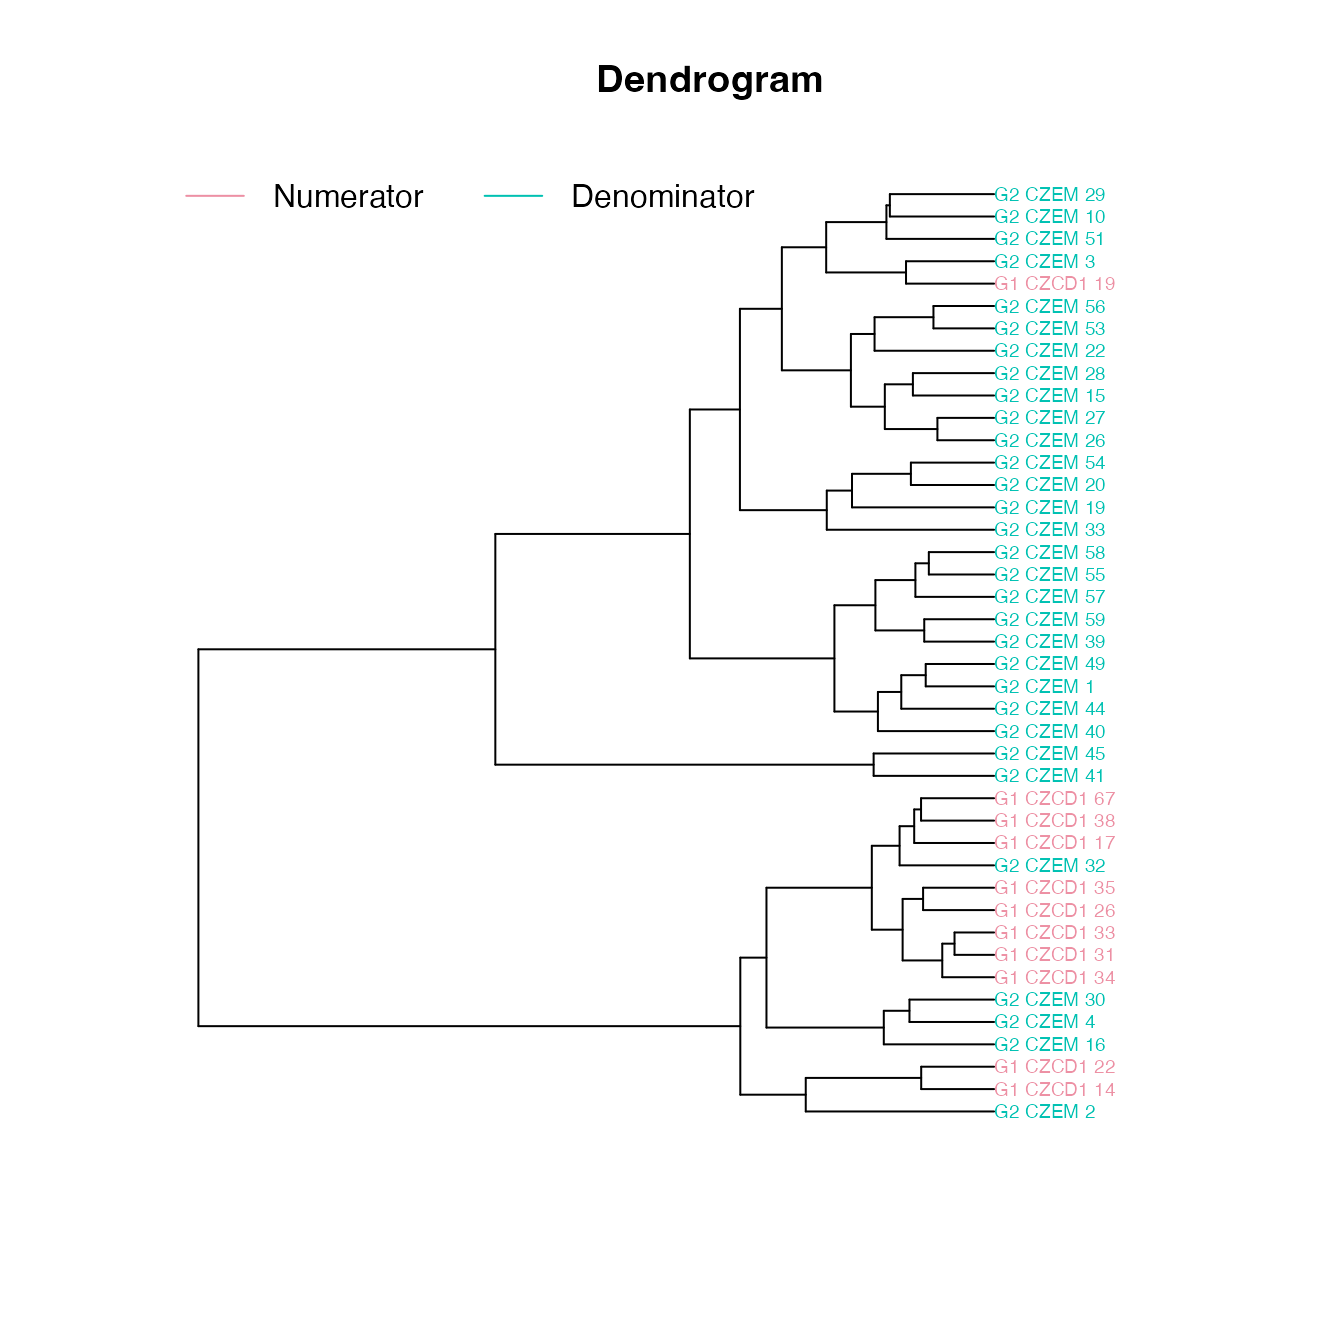 Dendrogram
Numerator Denominator
G2 CZEM 29
G2 CZEM 10
G2 CZEM 51
G2 CZEM 3
G1 CZCD1 19
G2 CZEM 56
G2 CZEM 53
G2 CZEM 22
G2 CZEM 28
G2 CZEM 15
G2 CZEM 27
G2 CZEM 26
G2 CZEM 54
G2 CZEM 20
G2 CZEM 19
G2 CZEM 33
G2 CZEM 58
G2 CZEM 55
G2 CZEM 57
G2 CZEM 59
G2 CZEM 39
G2 CZEM 49
G2 CZEM 1
G2 CZEM 44
G2 CZEM 40
G2 CZEM 45
G2 CZEM 41
G1 CZCD1 67
G1 CZCD1 38
G1 CZCD1 17
G2 CZEM 32
G1 CZCD1 35
G1 CZCD1 26
G1 CZCD1 33
G1 CZCD1 31
G1 CZCD1 34
G2 CZEM 30
G2 CZEM 4
G2 CZEM 16
G1 CZCD1 22
G1 CZCD1 14
G2 CZEM 2